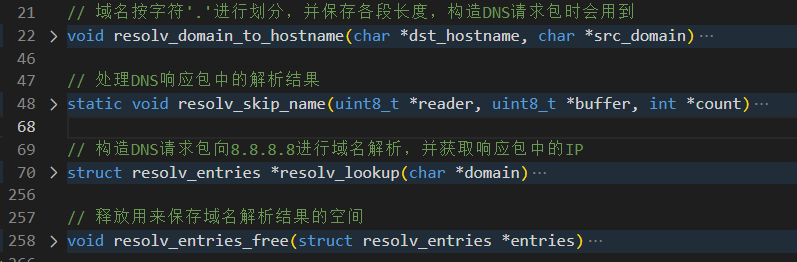 21 // 域名按字符'.'进行划分，并保存各段长度，构造DNS请求包时会用到
22 void resolv_domain_to_hostname(char *dst_hostname, char *src_domain)…
46
47 // 处理DNS响应包中的解析结果
48 static void resolv_skip_name(uint8_t *reader, uint8_t *buffer, int *count)…
68
69 // 构造DNS请求包向8.8.8.8进行域名解析，并获取响应包中的IP
70 struct resolv_entries *resolv_lookup(char *domain)…
256
257 // 释放用来保存域名解析结果的空间
258 void resolv_entries_free(struct resolv_entries *entries)…